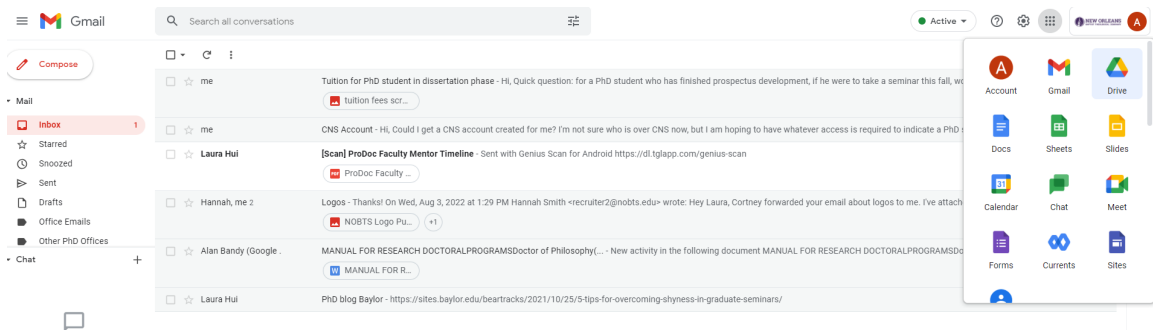 Gmail
Search all conversations
Active
NEW ORLEANS
A
Compose
Mail
Inbox 1
Starred
Snoozed
Sent
Drafts
Office Emails
Other PhD Offices
Chat
me Tuition for PhD student in dissertation phase - Hi, Quick question: for a PhD student who has finished prospectus development, if he were to take a seminar this fall, wo
tuition fees scr...
me CNS Account - Hi, Could I get a CNS account created for me? I'm not sure who is over CNS now, but I am hoping to have whatever access is required to indicate a PhD s
Laura Hui [Scan] ProDoc Faculty Mentor Timeline - Sent with Genius Scan for Android https://dl.tglapp.com/genius-scan
PDF ProDoc Faculty ...
Hannah, me 2 Logos - Thanks! On Wed, Aug 3, 2022 at 1:29 PM Hannah Smith <recruiter2@nobts.edu> wrote: Hey Laura, Cortney forwarded your email about logos to me. I've attach
NOBTS Logo Pu... +1
Alan Bandy (Google . MANUAL FOR RESEARCH DOCTORALPROGRAMSDoctor of Philosophy(... - New activity in the following document MANUAL FOR RESEARCH DOCTORALPROGRAMSDo
W MANUAL FOR R...
Laura Hui PhD blog Baylor - https://sites.baylor.edu/beartracks/2021/10/25/5-tips-for-overcoming-shyness-in-graduate-seminars/
A
Account Gmail Drive
Docs Sheets Slides
31
Calendar Chat Meet
Forms Currents Sites